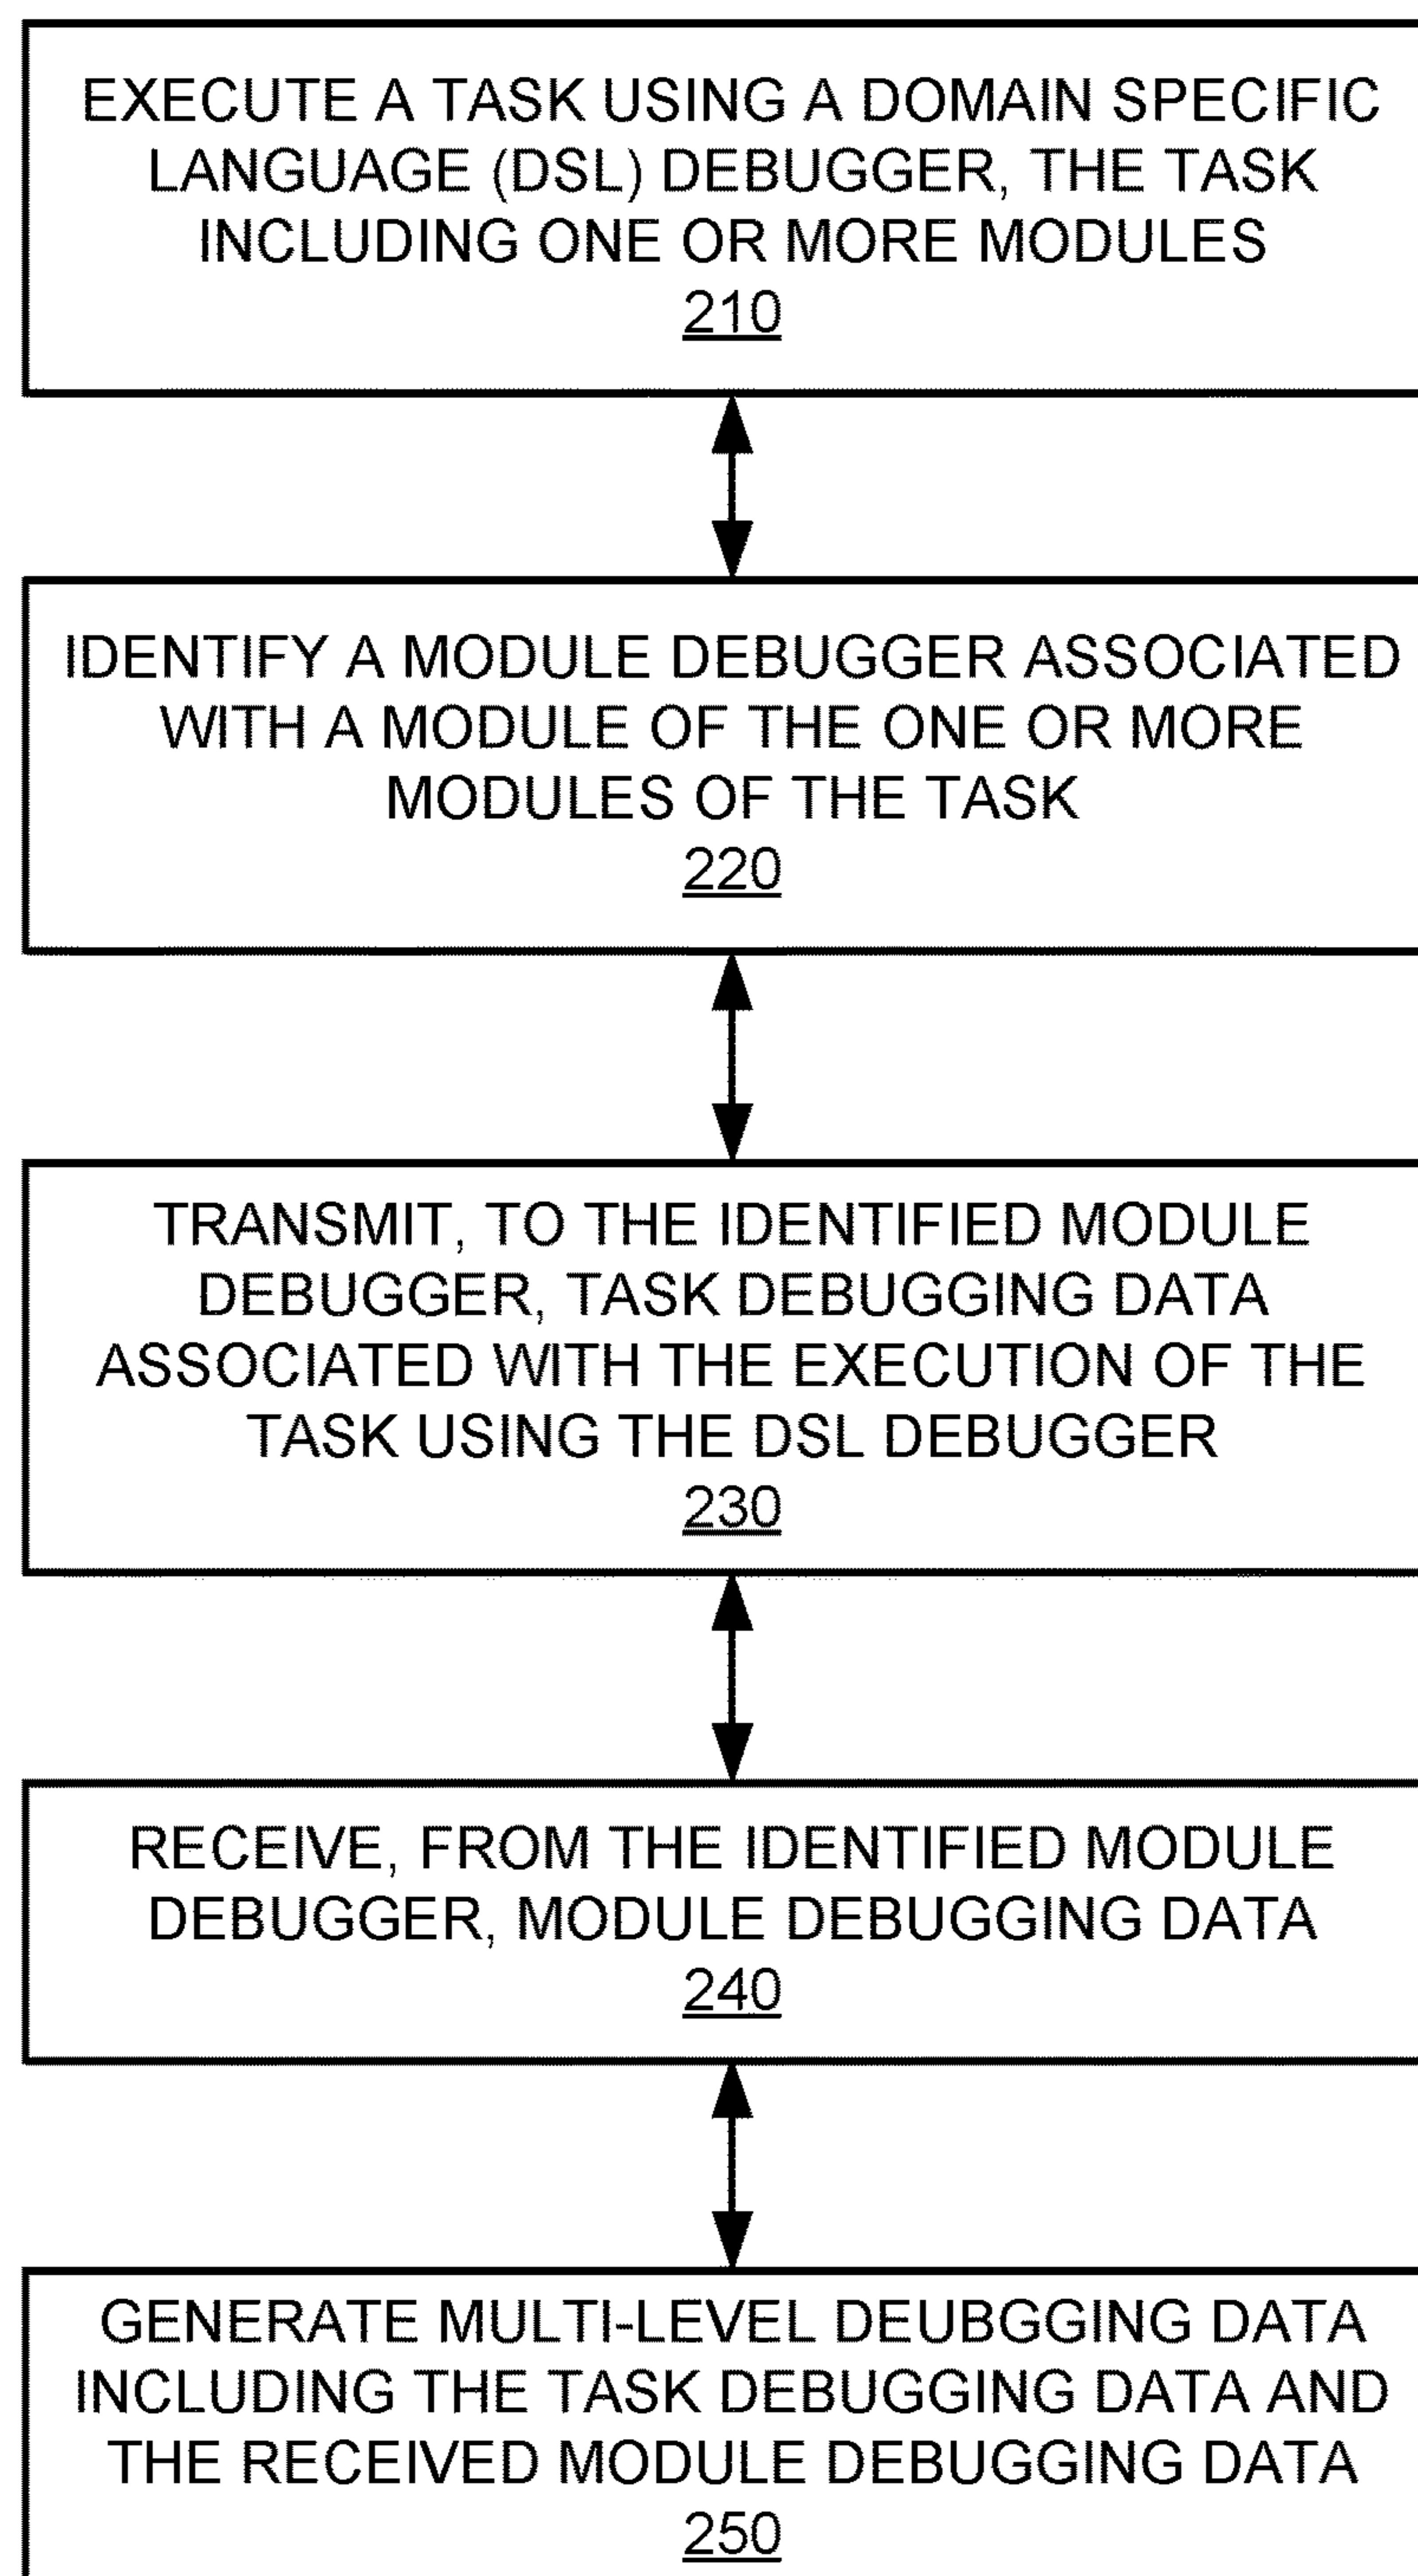 EXECUTE A TASK USING A DOMAIN SPECIFIC
LANGUAGE (DSL) DEBUGGER, THE TASK
INCLUDING ONE OR MORE MODULES
210
IDENTIFY A MODULE DEBUGGER ASSOCIATED
WITH A MODULE OF THE ONE OR MORE
MODULES OF THE TASK
220
TRANSMIT, TO THE IDENTIFIED MODULE
DEBUGGER, TASK DEBUGGING DATA
ASSOCIATED WITH THE EXECUTION OF THE
TASK USING THE DSL DEBUGGER
230
RECEIVE, FROM THE IDENTIFIED MODULE
DEBUGGER, MODULE DEBUGGING DATA
240
GENERATE MULTI-LEVEL DEUBGGING DATA
INCLUDING THE TASK DEBUGGING DATA AND
THE RECEIVED MODULE DEBUGGING DATA
250